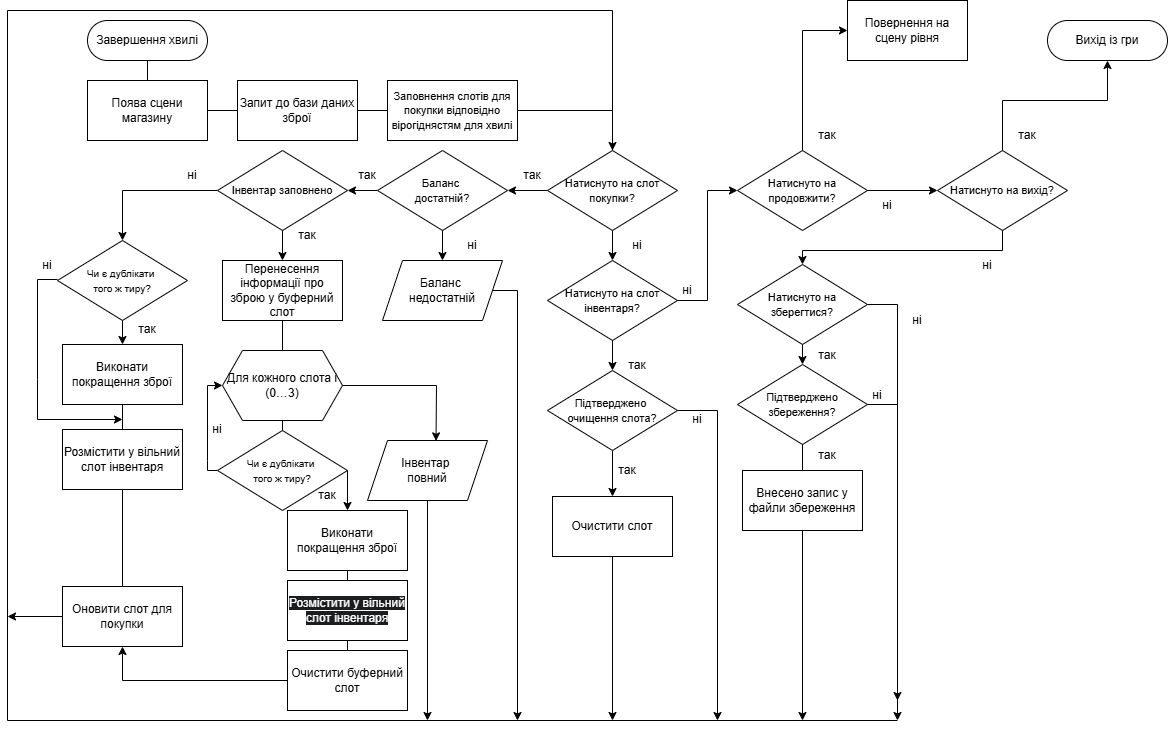 Завершення хвилі
Повернення на
сцену рівня
Вихід із гри
Поява сцени
магазину
Запит до бази даних
зброї
Заповнення слотів для
покупки відповідно
вірогідністям для хвилі
так
так
ні
так
так
Інвентар заповнено
Баланс
достатній?
Натиснуто на слот
покупки?
Натиснуто на
продовжити?
ні
Натиснуто на вихід?
так
ні
ні
ні
ні
Чи є дублікати
того ж тиру?
Перенесення
інформації про
зброю у буферний
слот
Баланс
недостатній
Натиснуто на слот
інвентаря?
ні
Натиснуто на
зберегтися?
ні
так
так
так
Виконати
покращення зброї
Для кожного слота і
(0...3)
Підтверджено
очищення слота?
ні
Підтверджено
збереження?
ні
ні
Розмістити у вільний
слот інвентаря
Чи є дублікати
того ж тиру?
так
Інвентар
повний
так
так
Внесено запис у
файли збереження
Виконати
покращення зброї
Очистити слот
Розмістити у вільний
слот інвентаря
Оновити слот для
покупки
Очистити буферний
слот